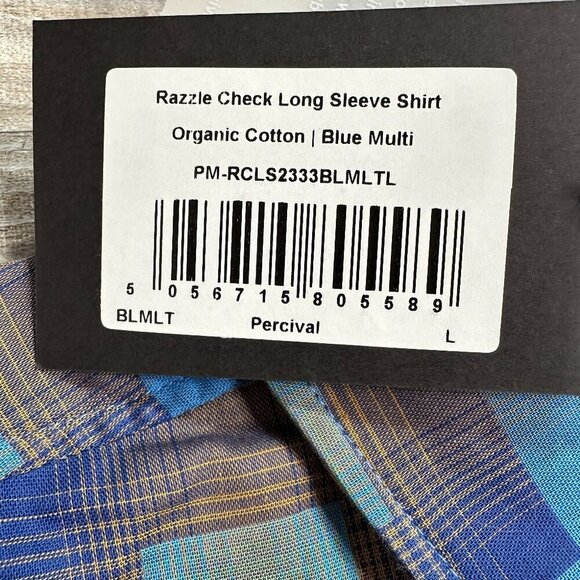 Razzle Check Long Sleeve Shirt
Organic Cotton | Blue Multi
PM-RCLS2333BLMLTL
5 056715 805589
BLMLT Percival L